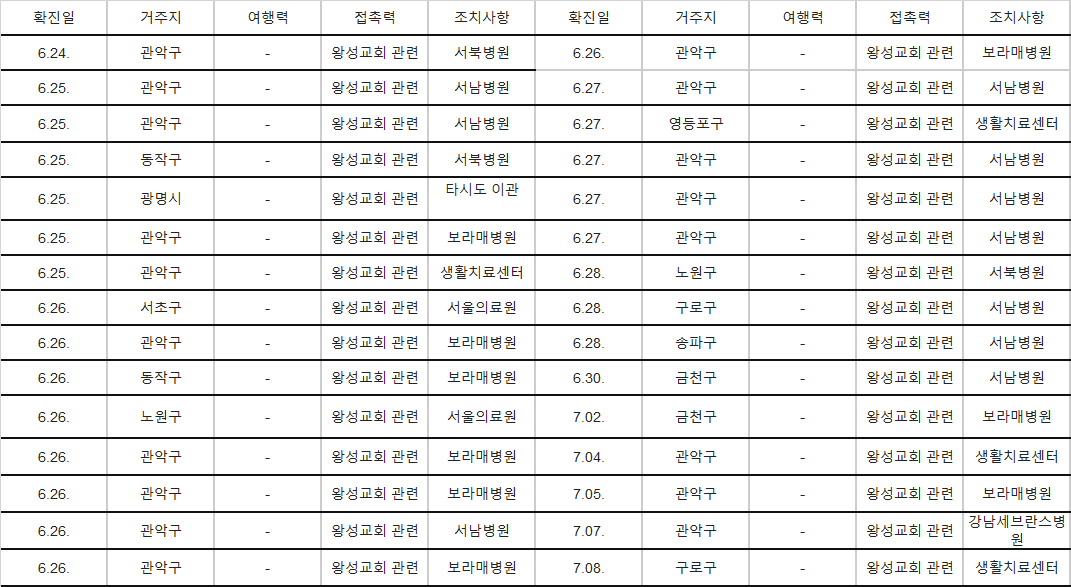 확진일 거주지 여행력 접촉력 조치사항 확진일 거주지 여행력 접촉력 조치사항
6.24. 관악구 - 왕성교회 관련 서북병원 6.26. 관악구 - 왕성교회 관련 보라매병원
6.25. 관악구 - 왕성교회 관련 서남병원 6.27. 관악구 - 왕성교회 관련 서남병원
6.25. 관악구 - 왕성교회 관련 서남병원 6.27. 영등포구 - 왕성교회 관련 생활치료센터
6.25. 동작구 - 왕성교회 관련 서북병원 6.27. 관악구 - 왕성교회 관련 서남병원
6.25. 광명시 - 왕성교회 관련 타시도 이관 6.27. 관악구 - 왕성교회 관련 서남병원
6.25. 관악구 - 왕성교회 관련 보라매병원 6.27. 관악구 - 왕성교회 관련 서남병원
6.25. 관악구 - 왕성교회 관련 생활치료센터 6.28. 노원구 - 왕성교회 관련 서북병원
6.26. 서초구 - 왕성교회 관련 서울의료원 6.28. 구로구 - 왕성교회 관련 서남병원
6.26. 관악구 - 왕성교회 관련 보라매병원 6.28. 송파구 - 왕성교회 관련 서남병원
6.26. 동작구 - 왕성교회 관련 보라매병원 6.30. 금천구 - 왕성교회 관련 서남병원
6.26. 노원구 - 왕성교회 관련 서울의료원 7.02. 금천구 - 왕성교회 관련 보라매병원
6.26. 관악구 - 왕성교회 관련 보라매병원 7.04. 관악구 - 왕성교회 관련 생활치료센터
6.26. 관악구 - 왕성교회 관련 보라매병원 7.05. 관악구 - 왕성교회 관련 보라매병원
6.26. 관악구 - 왕성교회 관련 서남병원 7.07. 관악구 - 왕성교회 관련 강남세브란스병
원
6.26. 관악구 - 왕성교회 관련 보라매병원 7.08. 구로구 - 왕성교회 관련 생활치료센터